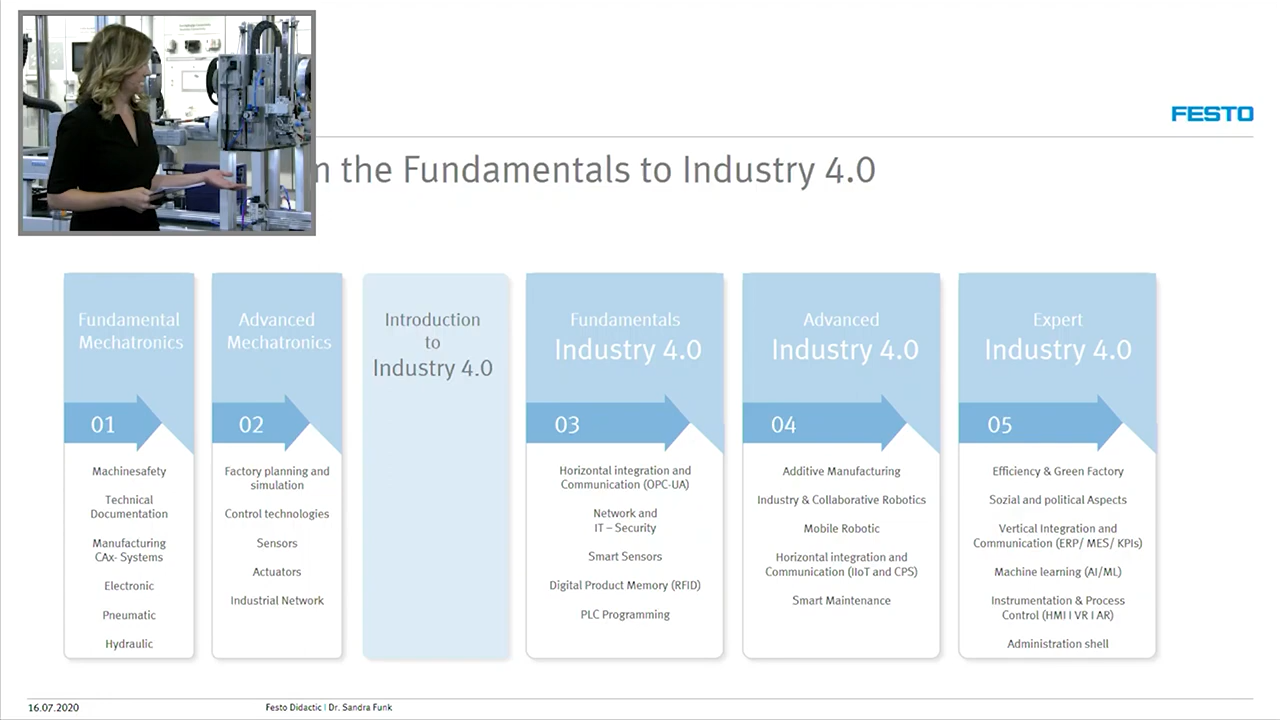 FESTO
the Fundamentals to Industry 4.0
Fundamental
Mechatronics
01
Machinesafety
Technical
Documentation
Manufacturing
CAx- Systems
Electronic
Pneumatic
Hydraulic
Advanced
Mechatronics
02
Factory planning and
simulation
Control technologies
Sensors
Actuators
Industrial Network
Introduction
to
Industry 4.0
Fundamentals
Industry 4.0
03
Horizontal integration and
Communication (OPC-UA)
Network and
IT – Security
Smart Sensors
Digital Product Memory (RFID)
PLC Programming
Advanced
Industry 4.0
04
Additive Manufacturing
Industry & Collaborative Robotics
Mobile Robotic
Horizontal integration and
Communication (IIoT and CPS)
Smart Maintenance
Expert
Industry 4.0
05
Efficiency & Green Factory
Sozial and political Aspects
Vertical Integration and
Communication (ERP/ MES/ KPIs)
Machine learning (AI/ML)
Instrumentation & Process
Control (HMI I VR I AR)
Administration shell
16.07.2020
Festo Didactic I Dr. Sandra Funk